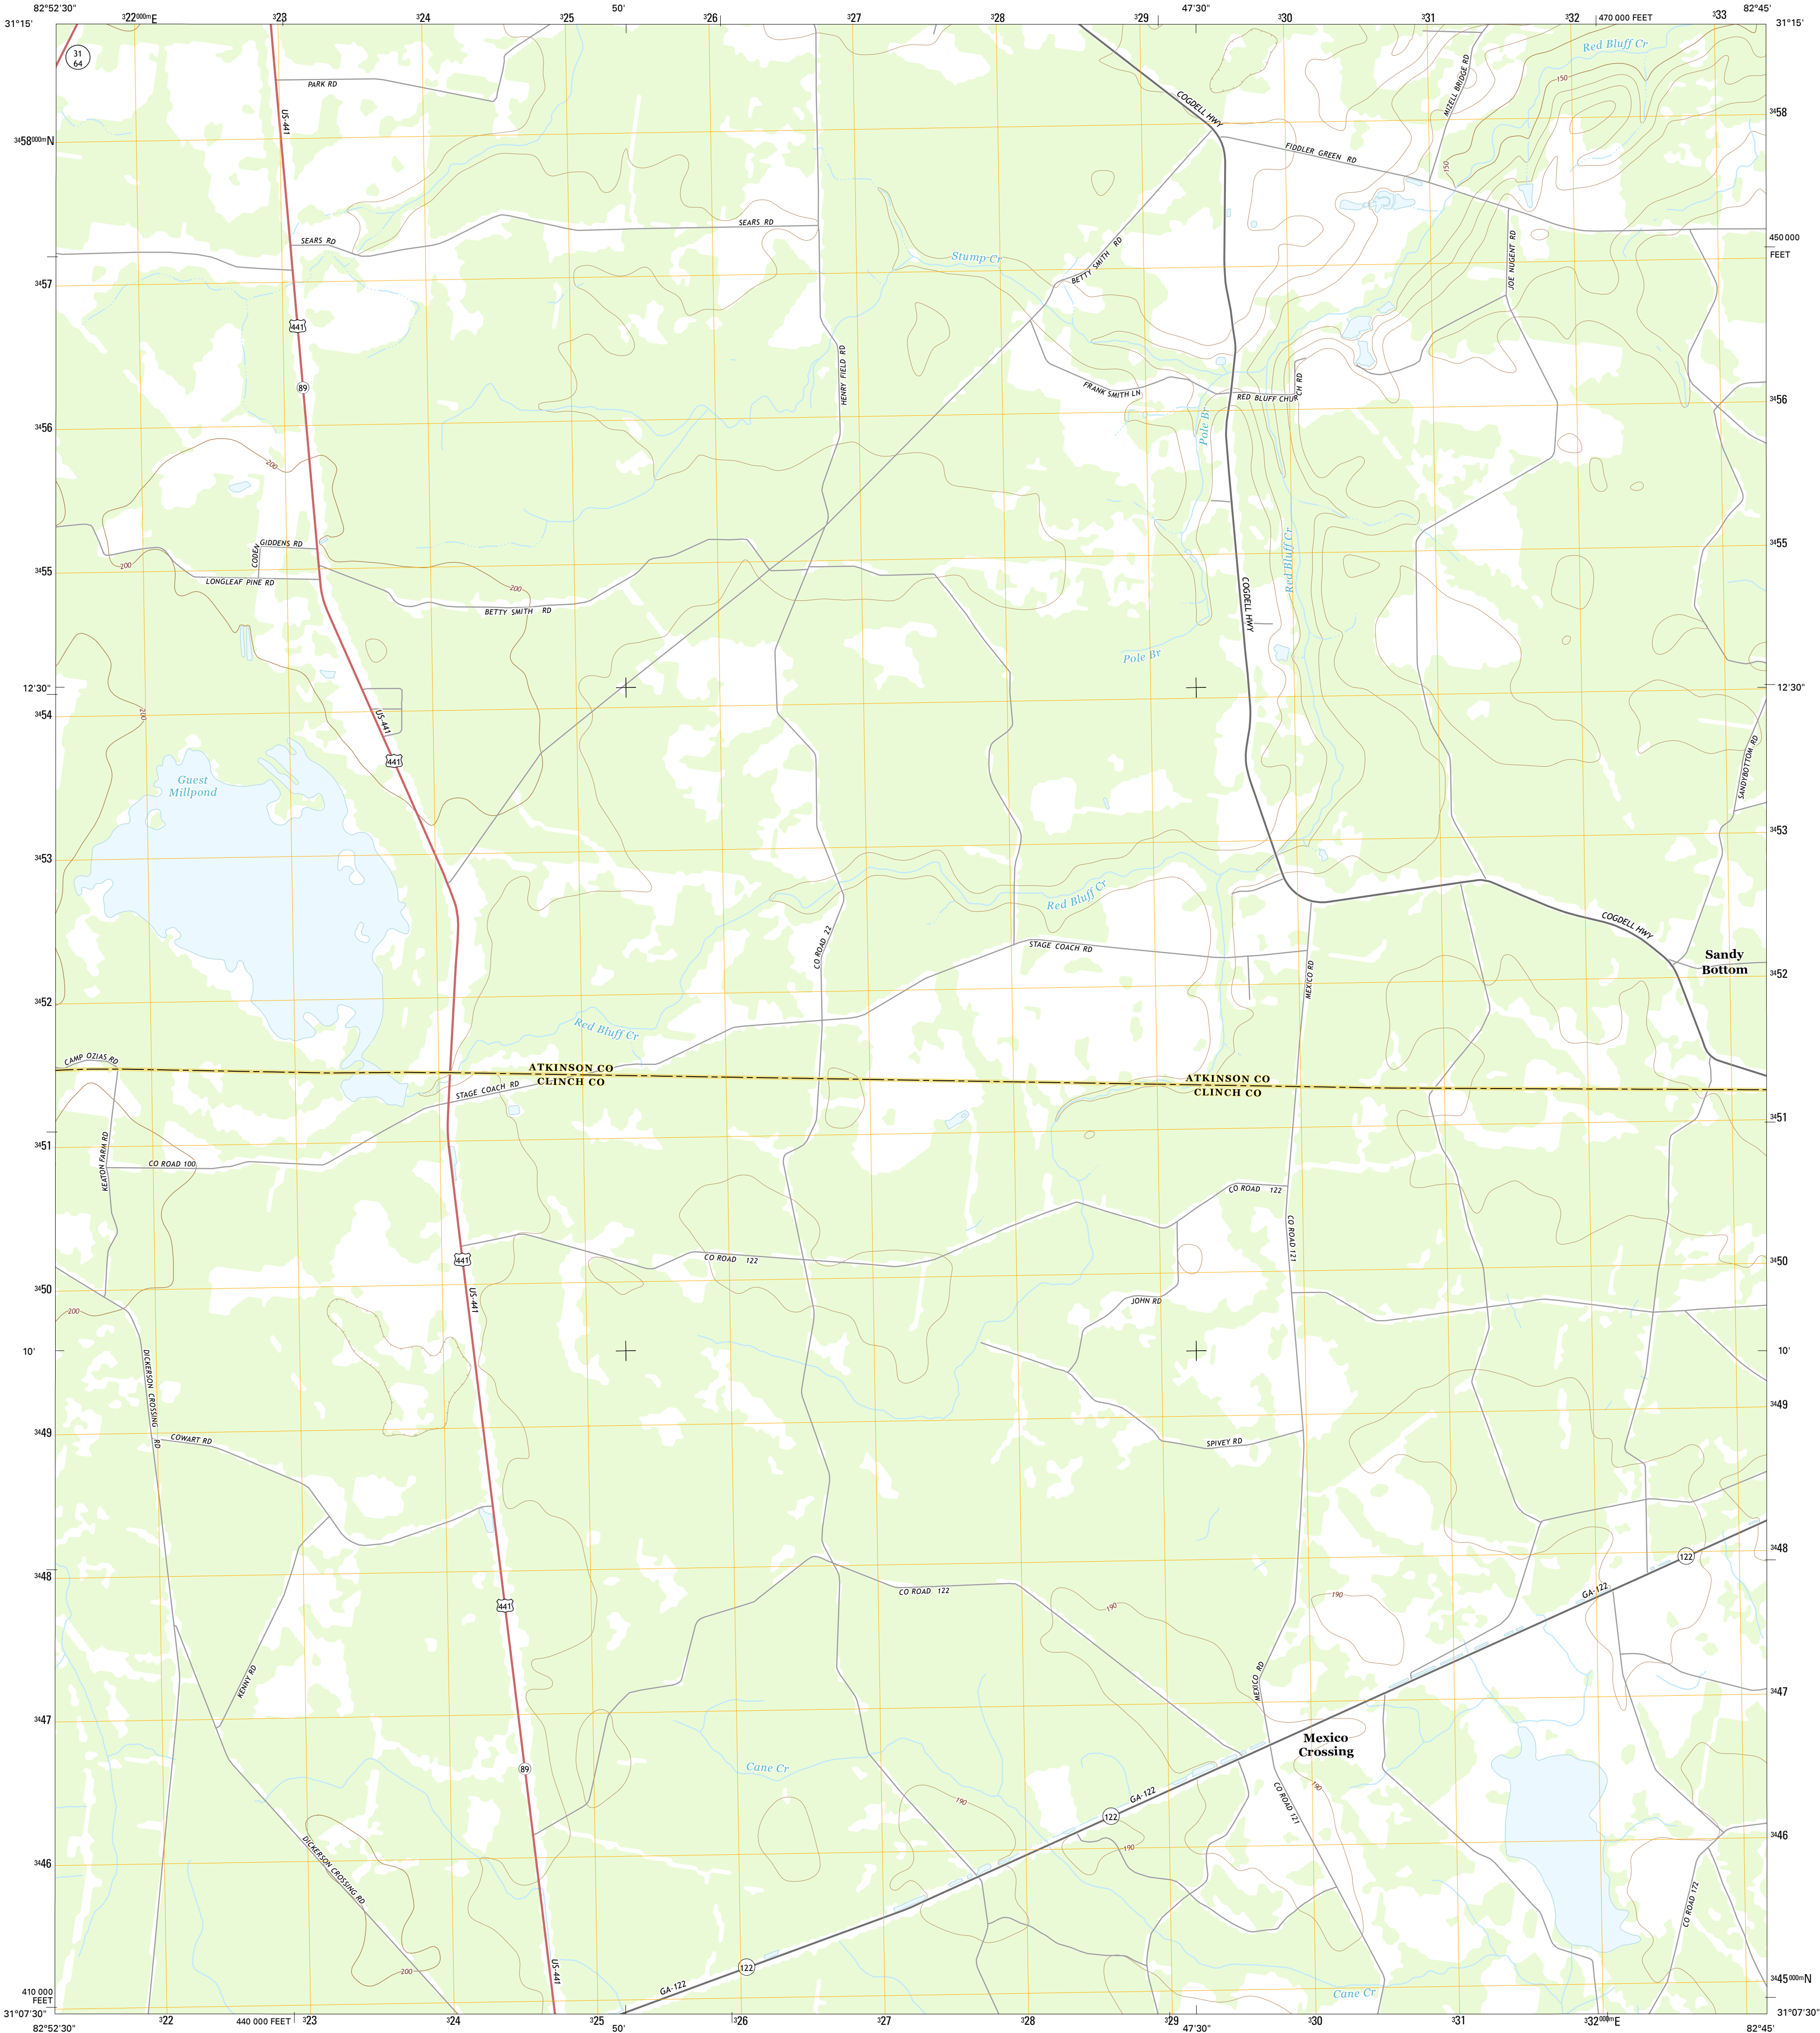 82°52'30"
³22⁰⁰⁰ᵐE
³23
³24
³25
50'
³26
³27
³28
³29
47'30"
³30
³31
³32
470 000 FEET
³33
82°45'
31°15'
31°15'
31
64
PARK RD
US-441
COGDELL HWY
MIZELL BRIDGE RD
Red Bluff Cr
150
³⁴58
³⁴58⁰⁰⁰ᵐN
FIDDLER GREEN RD
150
SEARS RD
SEARS RD
BETTY SMITH RD
JOE NUGENT RD
450 000
FEET
Stump Cr
³⁴57
441
89
HENRY FIELD RD
FRANK SMITH LN
RED BLUFF CHUR
CH RD
³⁴56
³⁴56
Pole Br
200
GIDDENS RD
CODEN
200
LONGLEAF PINE RD
³⁴55
³⁴55
Red Bluff Cr
200
BETTY SMITH RD
COGDELL HWY
Pole Br
12'30"
12'30"
³⁴54
200
US-441
441
Guest
Millpond
SANDYBOTTOM RD
³⁴53
³⁴53
Red Bluff Cr
CO ROAD 22
STAGE COACH RD
COGDELL HWY
Sandy
Bottom
MEXICO RD
³⁴52
³⁴52
Red Bluff Cr
CAMP OZIAS RD
ATKINSON CO
CLINCH CO
ATKINSON CO
CLINCH CO
STAGE COACH RD
³⁴51
³⁴51
KEATON FARM RD
CO ROAD 100
CO ROAD 122
CO ROAD 121
441
CO ROAD 122
³⁴50
³⁴50
US-441
JOHN RD
200
10'
10'
DICKERSON CROSSING RD
³⁴49
³⁴49
COWART RD
SPIVEY RD
³⁴48
³⁴48
122
GA-122
CO ROAD 122
190
190
441
KENNY RD
MEXICO RD
³⁴47
³⁴47
Mexico
Crossing
Cane Cr
89
190
190
CO ROAD 121
GA-122
122
190
³⁴46
³⁴46
DICKERSON CROSSING RD
CO ROAD 172
200
US-441
GA-122
122
Cane Cr
³⁴45⁰⁰⁰ᵐN
410 000
FEET
31°07'30"
31°07'30"
82°52'30"
³22
440 000 FEET
³23
³24
³25
50'
³26
³27
³28
³29
47'30"
³30
³31
³32⁰⁰⁰ᵐE
82°45'